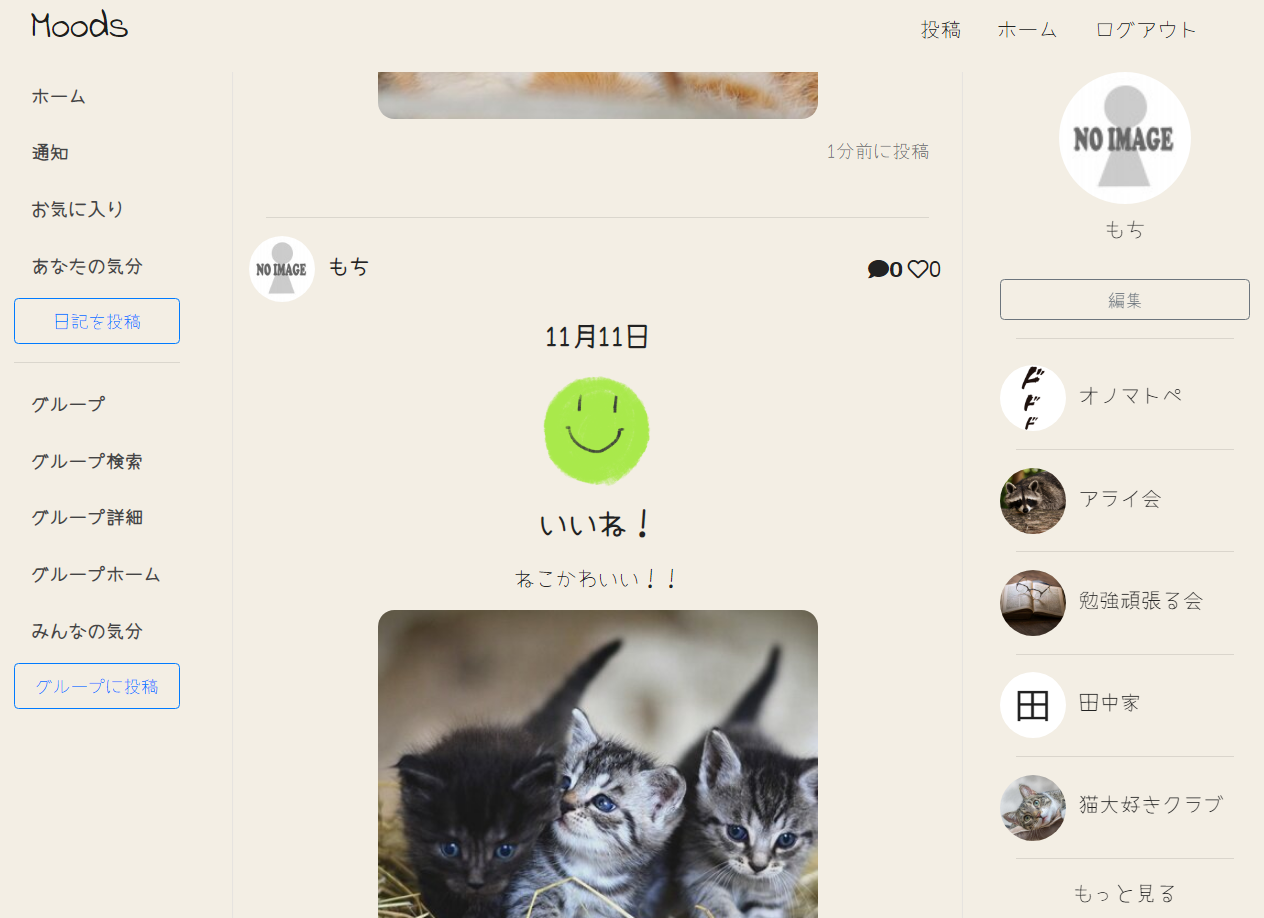 Moods
投稿
ホーム
ログアウト
ホーム
通知
お気に入り
あなたの気分
日記を投稿
グループ
グループ検索
グループ詳細
グループホーム
みんなの気分
グループに投稿
1分前に投稿
NO IMAGE
もち
0
0
11月11日
いいね！
ねこかわいい！！
NO IMAGE
もち
編集
ド
ド
ド
オノマトペ
アライ会
勉強頑張る会
田
田中家
猫大好きクラブ
もっと見る